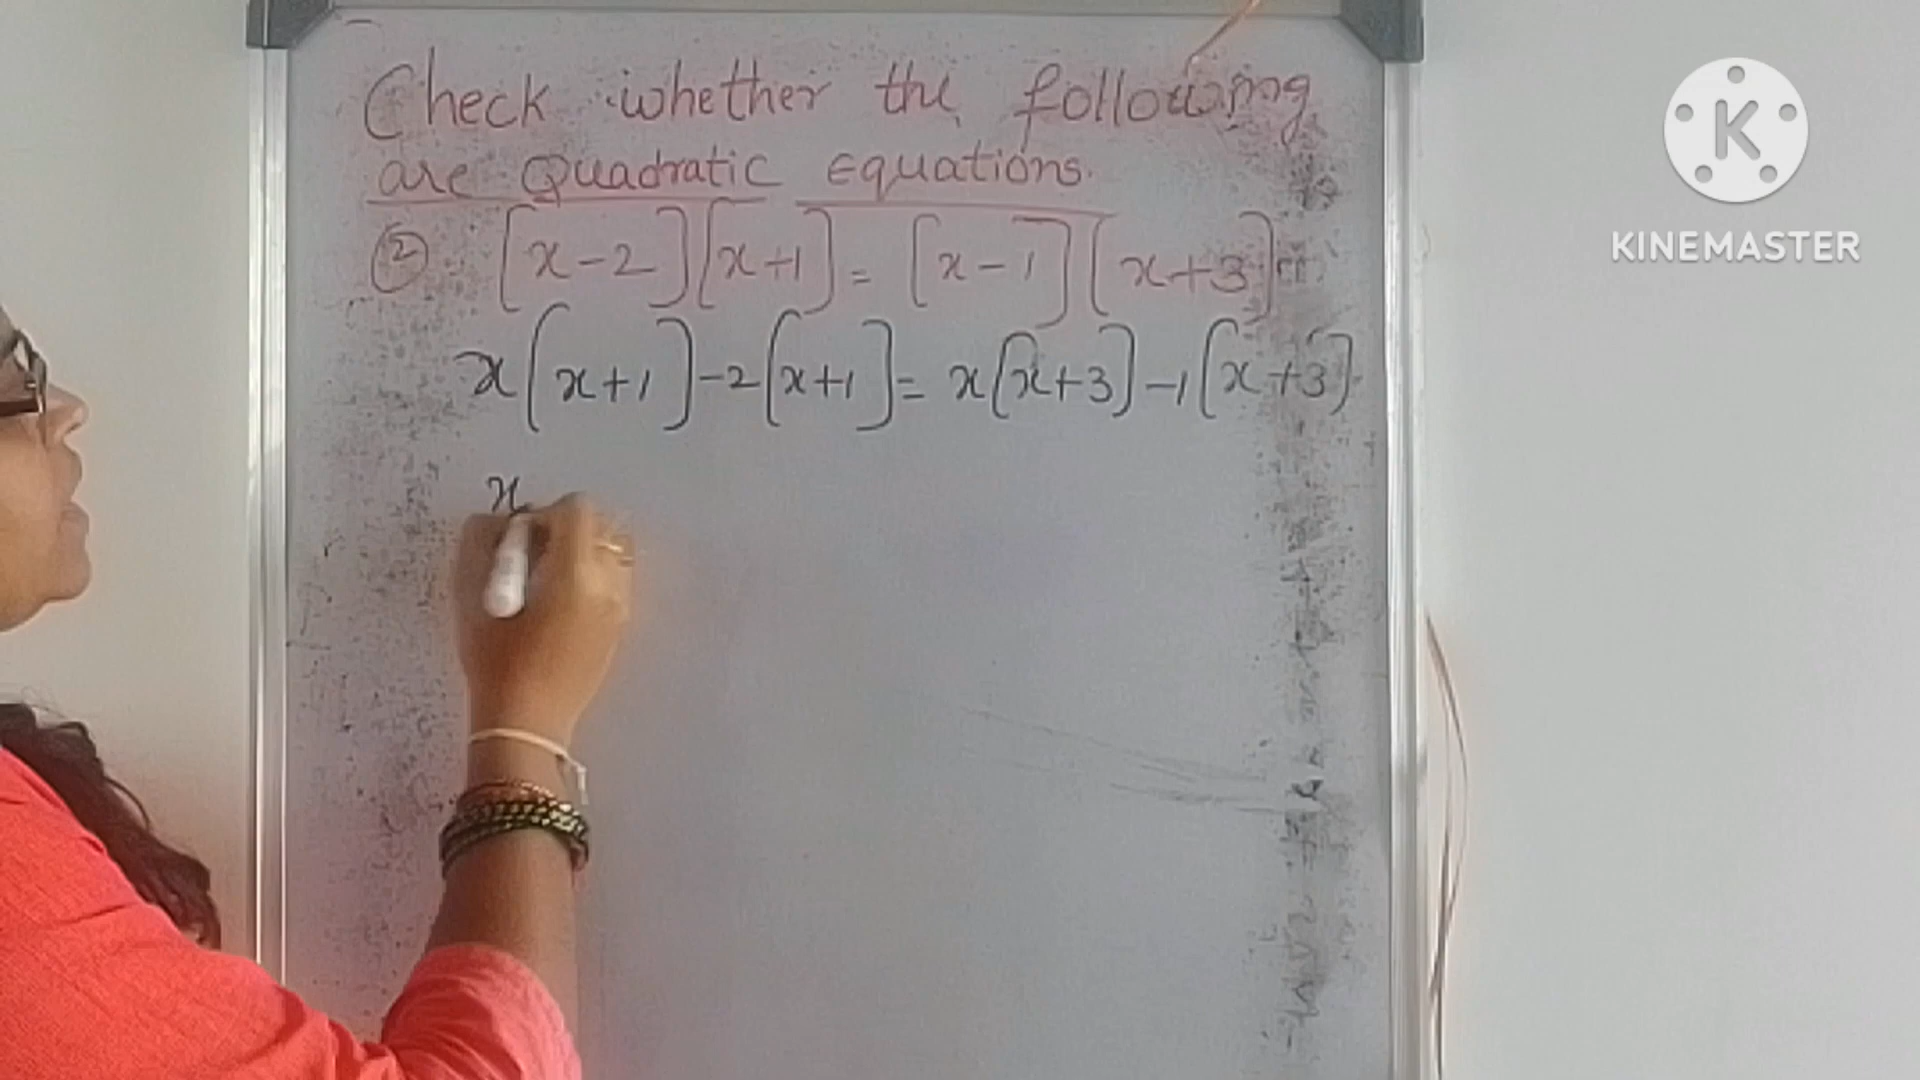 Check whether the following
are Quadratic Equations.
② [x-2][x+1] = [x-1][x+3]
x[x+1]-2[x+1] = x[x+3]-1[x+3]
x
K
KINEMASTER